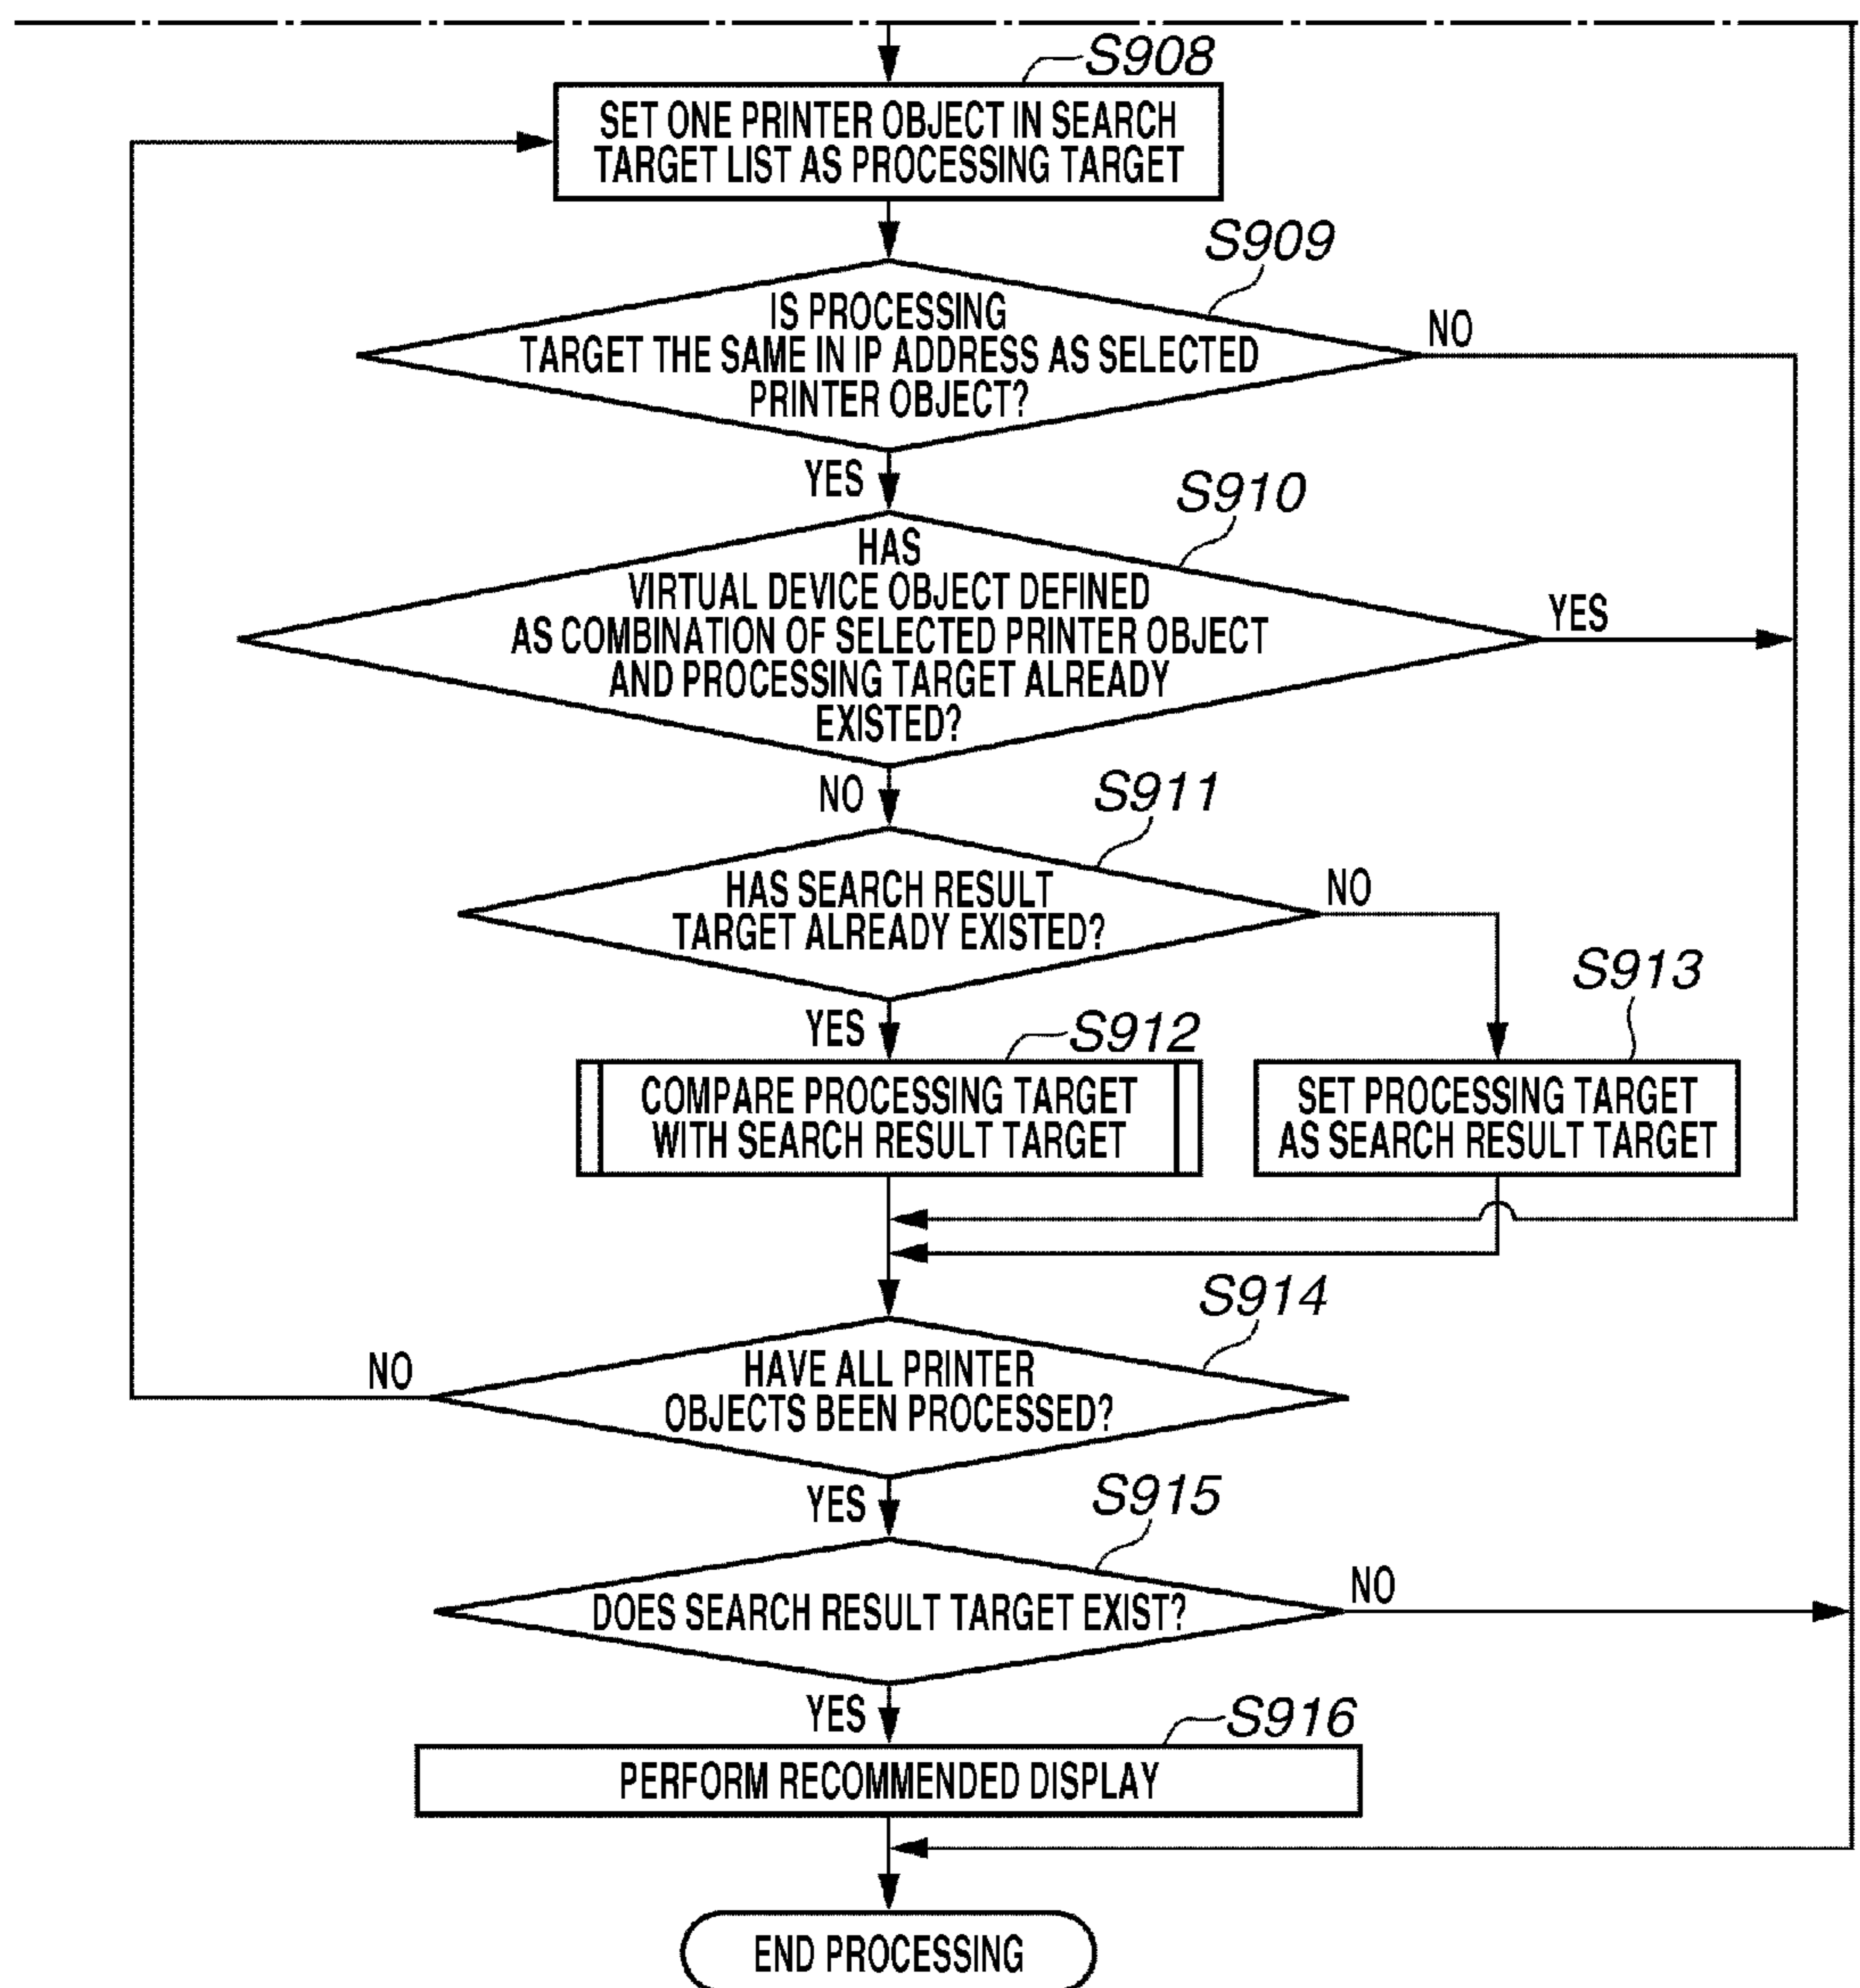 S908
SET ONE PRINTER OBJECT IN SEARCH
TARGET LIST AS PROCESSING TARGET
S909
IS PROCESSING
TARGET THE SAME IN IP ADDRESS AS SELECTED
PRINTER OBJECT?
NO
YES
S910
HAS
VIRTUAL DEVICE OBJECT DEFINED
AS COMBINATION OF SELECTED PRINTER OBJECT
AND PROCESSING TARGET ALREADY
EXISTED?
YES
NO
S911
HAS SEARCH RESULT
TARGET ALREADY EXISTED?
NO
YES
S912
COMPARE PROCESSING TARGET
WITH SEARCH RESULT TARGET
S913
SET PROCESSING TARGET
AS SEARCH RESULT TARGET
S914
HAVE ALL PRINTER
OBJECTS BEEN PROCESSED?
NO
YES
S915
DOES SEARCH RESULT TARGET EXIST?
NO
YES
S916
PERFORM RECOMMENDED DISPLAY
END PROCESSING